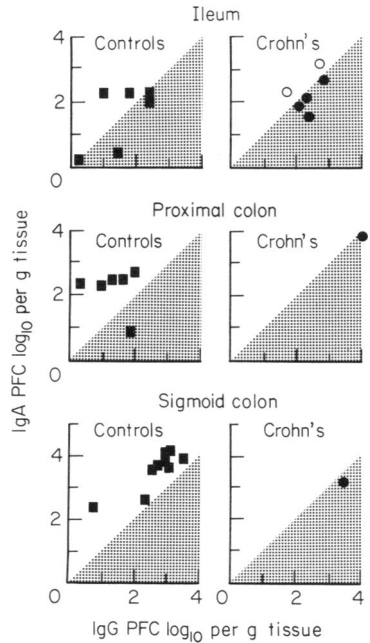 Ileum
Controls Crohn's
4
2
0
Proximal colon
Controls Crohn's
4
2
0
Sigmoid colon
Controls Crohn's
4
2
0
0 2 4 0 2 4
IgA PFC log10 per g tissue
IgG PFC log10 per g tissue